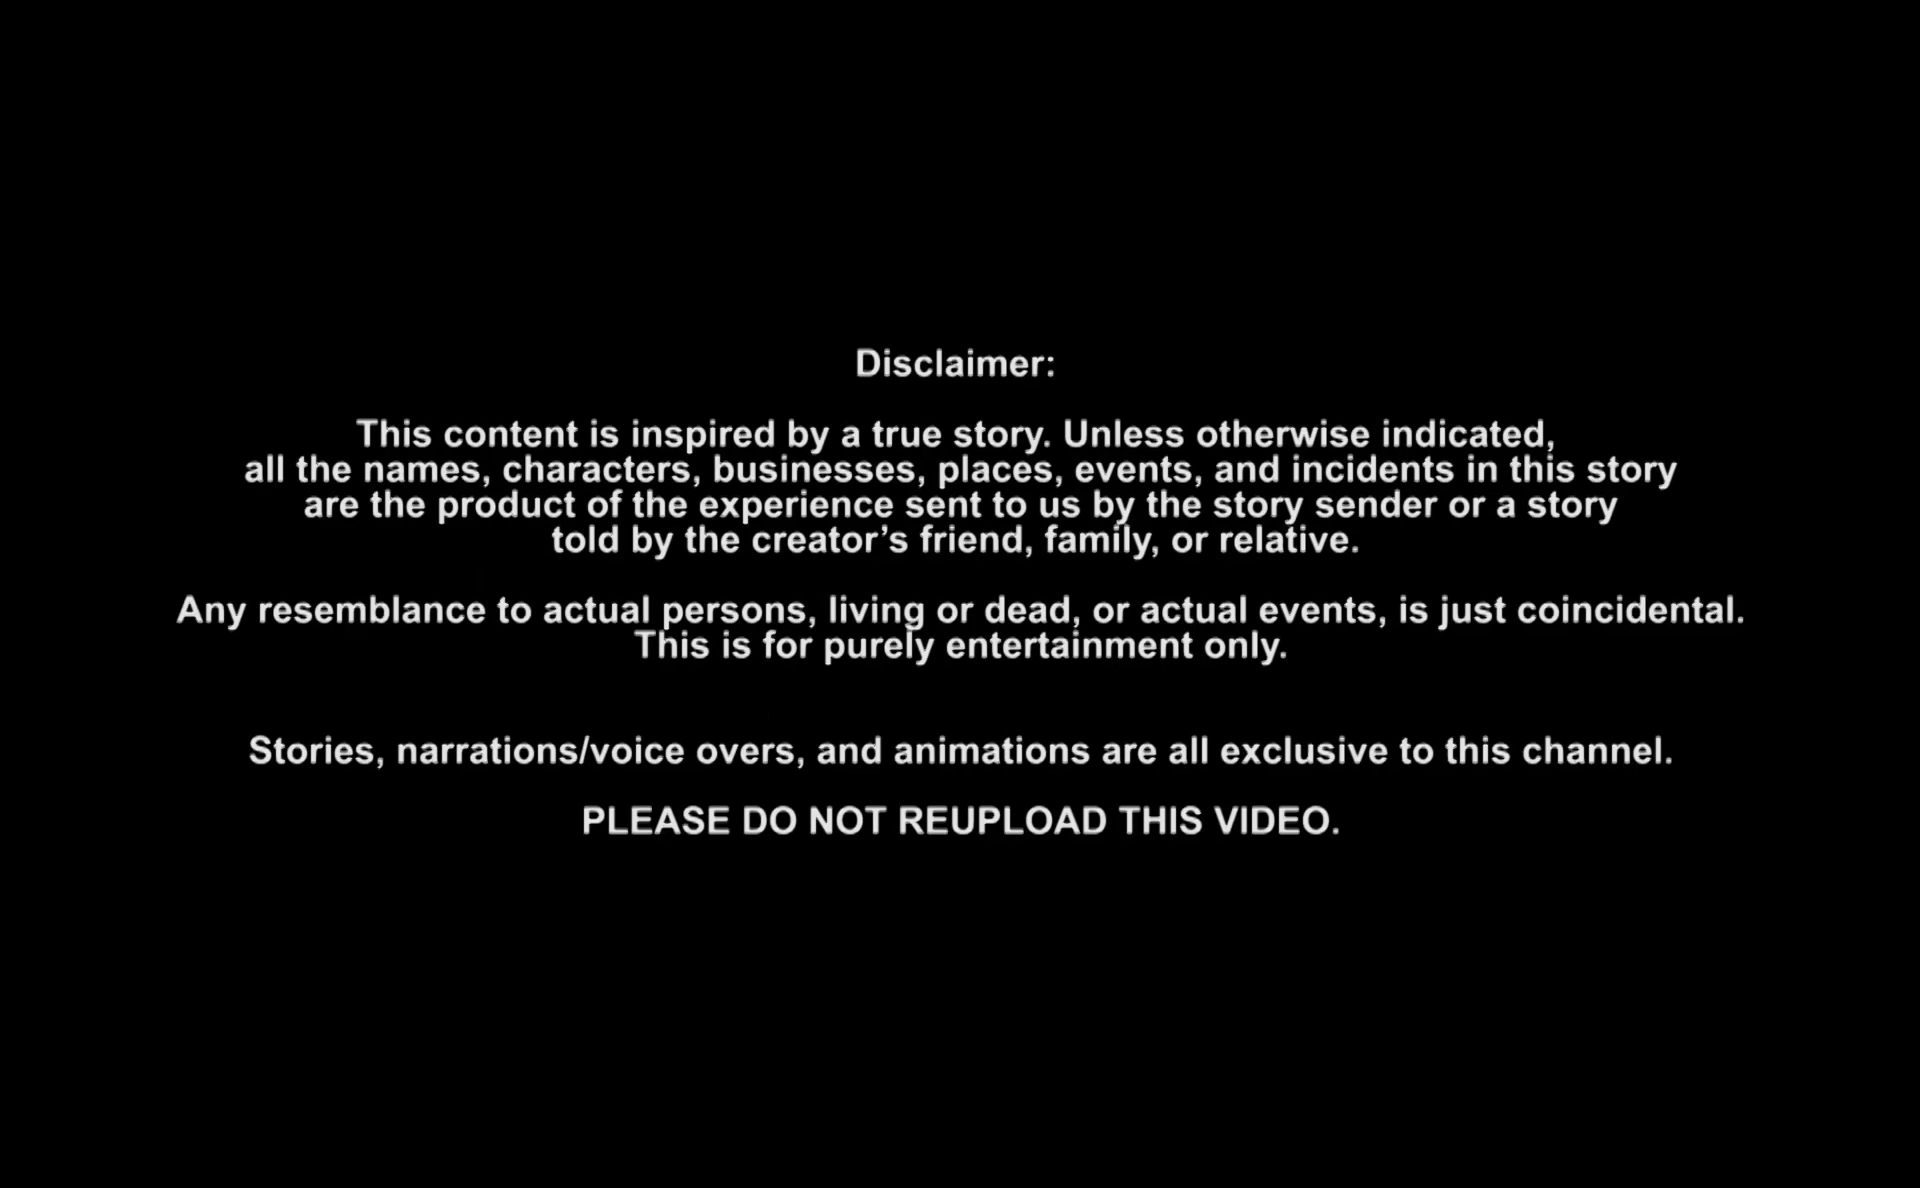 Disclaimer:
This content is inspired by a true story. Unless otherwise indicated,
all the names, characters, businesses, places, events, and incidents in this story
are the product of the experience sent to us by the story sender or a story
told by the creator’s friend, family, or relative.
Any resemblance to actual persons, living or dead, or actual events, is just coincidental.
This is for purely entertainment only.
Stories, narrations/voice overs, and animations are all exclusive to this channel.
PLEASE DO NOT REUPLOAD THIS VIDEO.